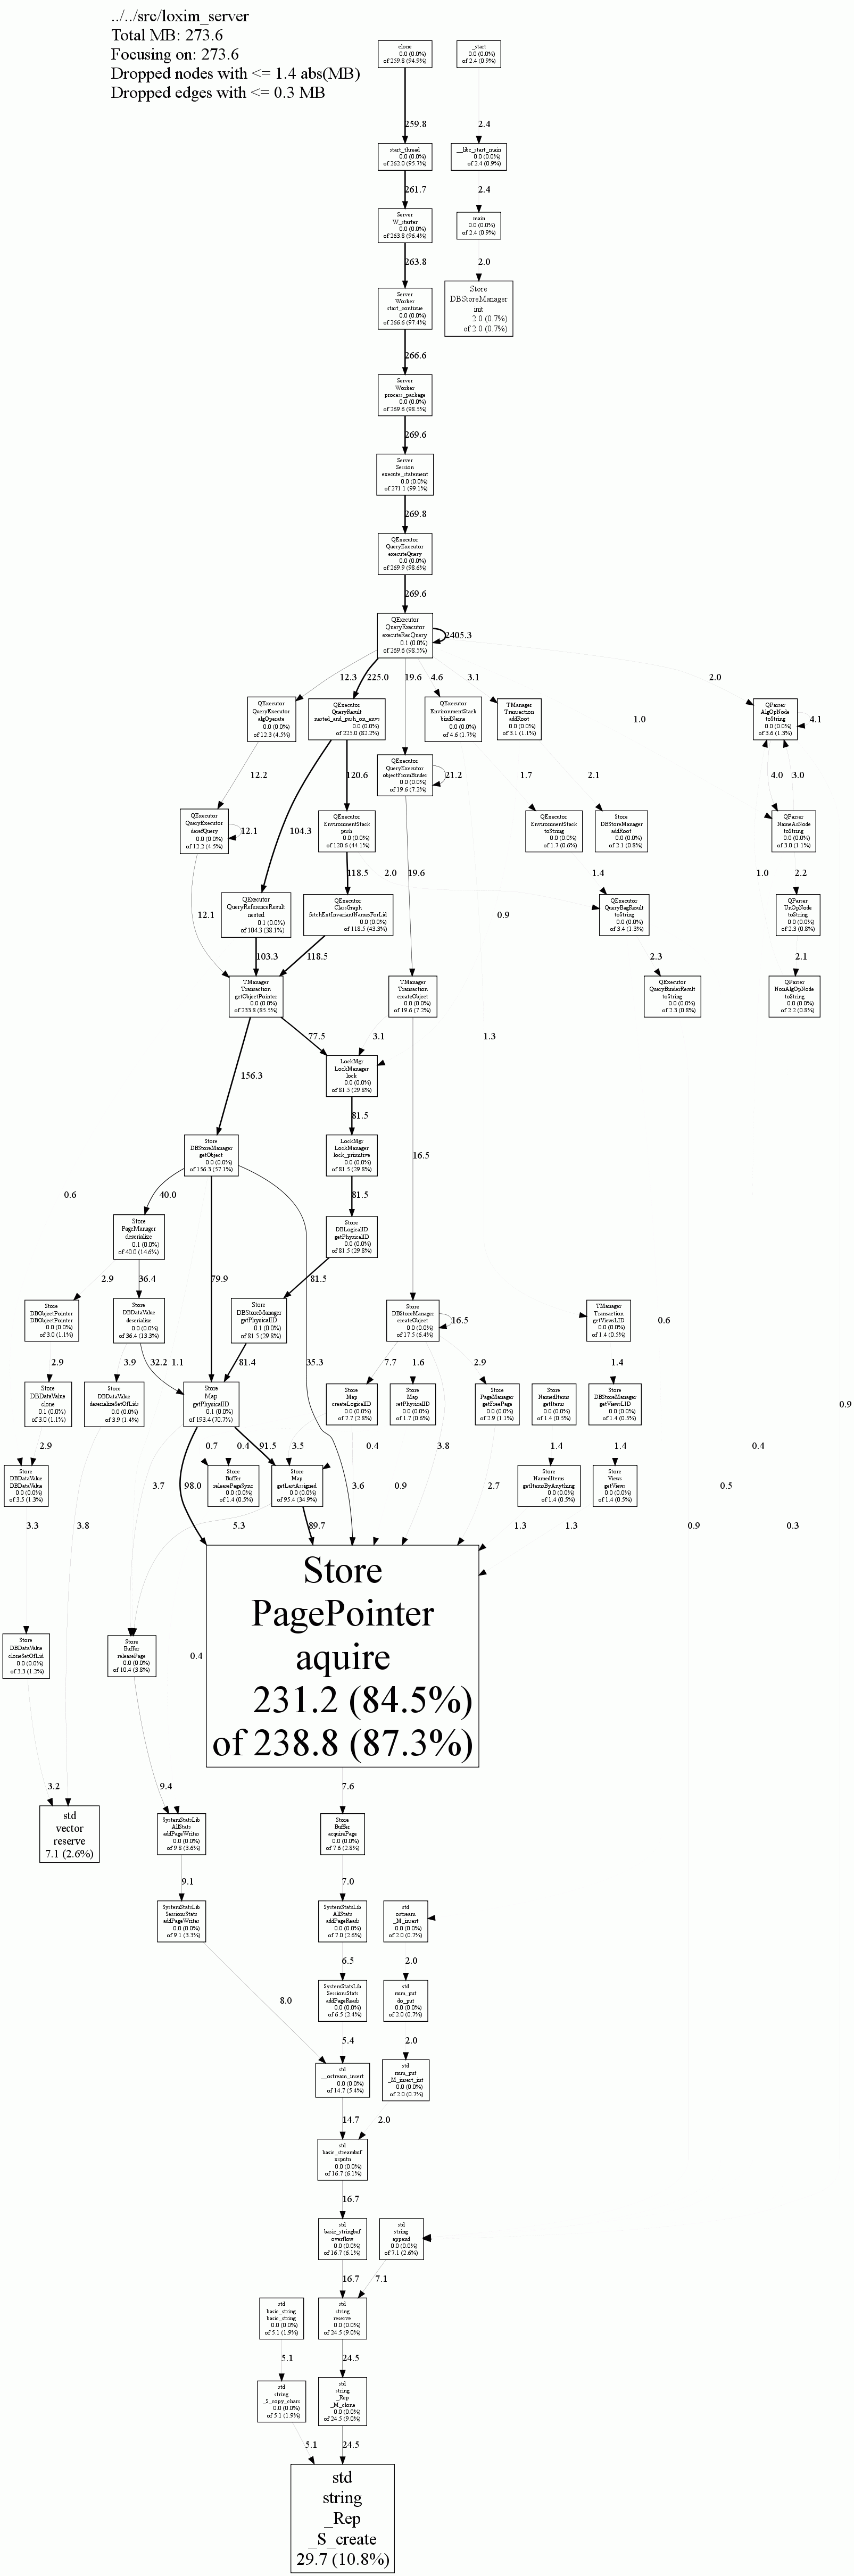 ../../src/loxim_server
Total MB: 273.6
Focusing on: 273.6
Dropped nodes with <= 1.4 abs(MB)
Dropped edges with <= 0.3 MB
clone
0.0 (0.0%)
of 259.8 (94.9%)
_start
0.0 (0.0%)
of 2.4 (0.9%)
259.8
2.4
start_thread
0.0 (0.0%)
of 262.0 (95.7%)
__libc_start_main
0.0 (0.0%)
of 2.4 (0.9%)
261.7
2.4
Server
W_starter
0.0 (0.0%)
of 263.8 (96.4%)
main
0.0 (0.0%)
of 2.4 (0.9%)
263.8
2.0
Server
Worker
start_continue
0.0 (0.0%)
of 266.6 (97.4%)
Store
DBStoreManager
init
2.0 (0.7%)
of 2.0 (0.7%)
266.6
Server
Worker
process_package
0.0 (0.0%)
of 269.6 (98.5%)
269.6
Server
Session
execute_statement
0.0 (0.0%)
of 271.1 (99.1%)
269.8
QExecutor
QueryExecutor
executeQuery
0.0 (0.0%)
of 269.9 (98.6%)
269.6
QExecutor
QueryExecutor
executeRecQuery
0.1 (0.0%)
of 269.6 (98.5%)
2405.3
12.3
225.0
19.6
4.6
3.1
2.0
QExecutor
QueryExecutor
algOperate
0.0 (0.0%)
of 12.3 (4.5%)
QExecutor
QueryResult
nested_and_push_on_envs
0.0 (0.0%)
of 225.0 (82.2%)
QExecutor
EnvironmentStack
bindName
0.0 (0.0%)
of 4.6 (1.7%)
TManager
Transaction
addRoot
0.0 (0.0%)
of 3.1 (1.1%)
1.0
QParser
AlgOpNode
toString
0.0 (0.0%)
of 3.6 (1.3%)
4.1
12.2
120.6
QExecutor
QueryExecutor
objectFromBinder
0.0 (0.0%)
of 19.6 (7.2%)
21.2
1.7
2.1
4.0
3.0
QExecutor
QueryExecutor
derefQuery
0.0 (0.0%)
of 12.2 (4.5%)
12.1
104.3
QExecutor
EnvironmentStack
push
0.0 (0.0%)
of 120.6 (44.1%)
QExecutor
EnvironmentStack
toString
0.0 (0.0%)
of 1.7 (0.6%)
Store
DBStoreManager
addRoot
0.0 (0.0%)
of 2.1 (0.8%)
QParser
NameAsNode
toString
0.0 (0.0%)
of 3.0 (1.1%)
118.5
2.0
19.6
1.4
1.0
2.2
12.1
QExecutor
QueryReferenceResult
nested
0.1 (0.0%)
of 104.3 (38.1%)
QExecutor
ClassGraph
fetchExtInvariantNamesForLid
0.0 (0.0%)
of 118.5 (43.3%)
0.9
QExecutor
QueryBagResult
toString
0.0 (0.0%)
of 3.4 (1.3%)
QParser
UnOpNode
toString
0.0 (0.0%)
of 2.3 (0.8%)
103.3
118.5
2.3
2.1
TManager
Transaction
getObjectPointer
0.0 (0.0%)
of 233.8 (85.5%)
TManager
Transaction
createObject
0.0 (0.0%)
of 19.6 (7.2%)
QExecutor
QueryBinderResult
toString
0.0 (0.0%)
of 2.3 (0.8%)
QParser
NonAlgOpNode
toString
0.0 (0.0%)
of 2.2 (0.8%)
77.5
3.1
1.3
156.3
LockMgr
LockManager
lock
0.0 (0.0%)
of 81.5 (29.8%)
81.5
Store
DBStoreManager
getObject
0.0 (0.0%)
of 156.3 (57.1%)
LockMgr
LockManager
lock_primitive
0.0 (0.0%)
of 81.5 (29.8%)
16.5
0.6
40.0
81.5
Store
PageManager
deserialize
0.1 (0.0%)
of 40.0 (14.6%)
Store
DBLogicalID
getPhysicalID
0.0 (0.0%)
of 81.5 (29.8%)
2.9
36.4
79.9
81.5
Store
DBObjectPointer
DBObjectPointer
0.0 (0.0%)
of 3.0 (1.1%)
Store
DBDataValue
deserialize
0.0 (0.0%)
of 36.4 (13.3%)
Store
DBStoreManager
getPhysicalID
0.1 (0.0%)
of 81.5 (29.8%)
Store
DBStoreManager
createObject
0.0 (0.0%)
of 17.5 (6.4%)
16.5
TManager
Transaction
getViewsLID
0.0 (0.0%)
of 1.4 (0.5%)
0.6
0.9
2.9
3.9
32.2
1.1
81.4
35.3
7.7
1.6
2.9
1.4
Store
DBDataValue
clone
0.1 (0.0%)
of 3.0 (1.1%)
Store
DBDataValue
deserializeSetOfLid
0.0 (0.0%)
of 3.9 (1.4%)
Store
Map
getPhysicalID
0.1 (0.0%)
of 193.4 (70.7%)
Store
Map
createLogicalID
0.0 (0.0%)
of 7.7 (2.8%)
Store
Map
setPhysicalID
0.0 (0.0%)
of 1.7 (0.6%)
Store
PageManager
getFreePage
0.0 (0.0%)
of 2.9 (1.1%)
Store
NamedItems
getItems
0.0 (0.0%)
of 1.4 (0.5%)
Store
DBStoreManager
getViewsLID
0.0 (0.0%)
of 1.4 (0.5%)
2.9
0.7
0.4
91.5
3.5
0.4
3.8
1.4
1.4
0.4
Store
DBDataValue
DBDataValue
0.0 (0.0%)
of 3.5 (1.3%)
3.7
98.0
Store
Buffer
releasePageSync
0.0 (0.0%)
of 1.4 (0.5%)
Store
Map
getLastAssigned
0.0 (0.0%)
of 95.4 (34.9%)
3.6
0.9
2.7
Store
NamedItems
getItemsByAnything
0.0 (0.0%)
of 1.4 (0.5%)
Store
Views
getViews
0.0 (0.0%)
of 1.4 (0.5%)
0.5
3.3
3.8
5.3
89.7
1.3
1.3
0.9
0.3
Store
PagePointer
aquire
231.2 (84.5%)
of 238.8 (87.3%)
Store
DBDataValue
cloneSetOfLid
0.0 (0.0%)
of 3.3 (1.2%)
Store
Buffer
releasePage
0.0 (0.0%)
of 10.4 (3.8%)
0.4
3.2
9.4
7.6
std
vector
reserve
7.1 (2.6%)
SystemStatsLib
AllStats
addPageWrites
0.0 (0.0%)
of 9.8 (3.6%)
Store
Buffer
acquirePage
0.0 (0.0%)
of 7.6 (2.8%)
9.1
7.0
SystemStatsLib
SessionsStats
addPageWrites
0.0 (0.0%)
of 9.1 (3.3%)
SystemStatsLib
AllStats
addPageReads
0.0 (0.0%)
of 7.0 (2.6%)
std
ostream
_M_insert
0.0 (0.0%)
of 2.0 (0.7%)
6.5
2.0
8.0
SystemStatsLib
SessionsStats
addPageReads
0.0 (0.0%)
of 6.5 (2.4%)
std
num_put
do_put
0.0 (0.0%)
of 2.0 (0.7%)
5.4
2.0
std
__ostream_insert
0.0 (0.0%)
of 14.7 (5.4%)
std
num_put
_M_insert_int
0.0 (0.0%)
of 2.0 (0.7%)
14.7
2.0
std
basic_streambuf
xsputn
0.0 (0.0%)
of 16.7 (6.1%)
16.7
std
basic_stringbuf
overflow
0.0 (0.0%)
of 16.7 (6.1%)
std
string
append
0.0 (0.0%)
of 7.1 (2.6%)
16.7
7.1
std
basic_string
basic_string
0.0 (0.0%)
of 5.1 (1.9%)
std
string
reserve
0.0 (0.0%)
of 24.5 (9.0%)
5.1
24.5
std
string
_S_copy_chars
0.0 (0.0%)
of 5.1 (1.9%)
std
string
_Rep
_M_clone
0.0 (0.0%)
of 24.5 (9.0%)
5.1
24.5
std
string
_Rep
_S_create
29.7 (10.8%)